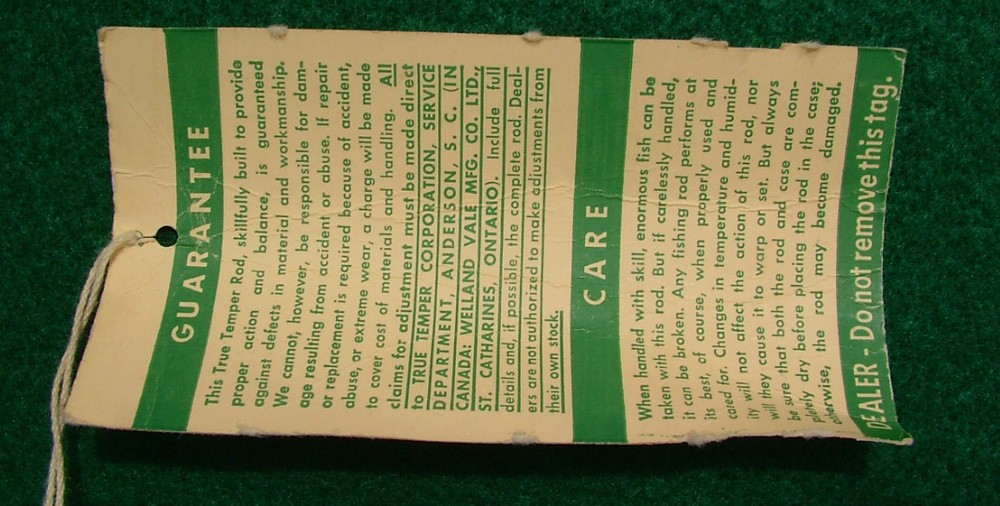 GUARANTEE
This True Temper Rod, skillfully built to provide
proper action and balance, is guaranteed
against defects in material and workmanship.
We cannot, however, be responsible for dam-
age resulting from accident or abuse. If repair
or replacement is required because of accident,
abuse, or extreme wear, a charge will be made
to cover cost of materials and handling. All
claims for adjustment must be made direct
to TRUE TEMPER CORPORATION, SERVICE
DEPARTMENT, ANDERSON, S. C. (IN
CANADA: WELLAND VALE MFG. CO. LTD.,
ST. CATHARINES, ONTARIO). Include full
details and, if possible, the complete rod. Deal-
ers are not authorized to make adjustments from
their own stock.
CARE
When handled with skill, enormous fish can be
taken with this rod. But if carelessly handled,
it can be broken. Any fishing rod performs at
its best, of course, when properly used and
cared for. Changes in temperature and humid-
ity will not affect the action of this rod, nor
will they cause it to warp or set. But always
be sure that both the rod and case are com-
pletely dry before placing the rod in the case;
otherwise, the rod may become damaged.
DEALER - Do not remove this tag.